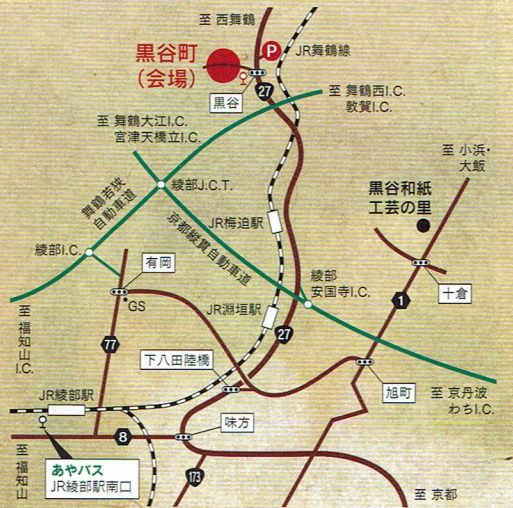 至 西舞鶴
黒谷町
(会場)
P
JR舞鶴線
黒谷
27
至 舞鶴西I.C.
敦賀I.C.
至 舞鶴大江I.C.
宮津天橋立I.C.
至 小浜・
大飯
綾部J.C.T.
黒谷和紙
工芸の里
舞鶴若狭
自動車道
JR梅迫駅
京都縦貫自動車道
綾部I.C.
有岡
綾部
安国寺I.C.
十倉
GS
1
JR淵垣駅
至 福知山I.C.
77
27
下八田陸橋
旭町
至 京丹波
わちI.C.
JR綾部駅
味方
8
至 福知山
あやバス
JR綾部駅南口
173
至 京都